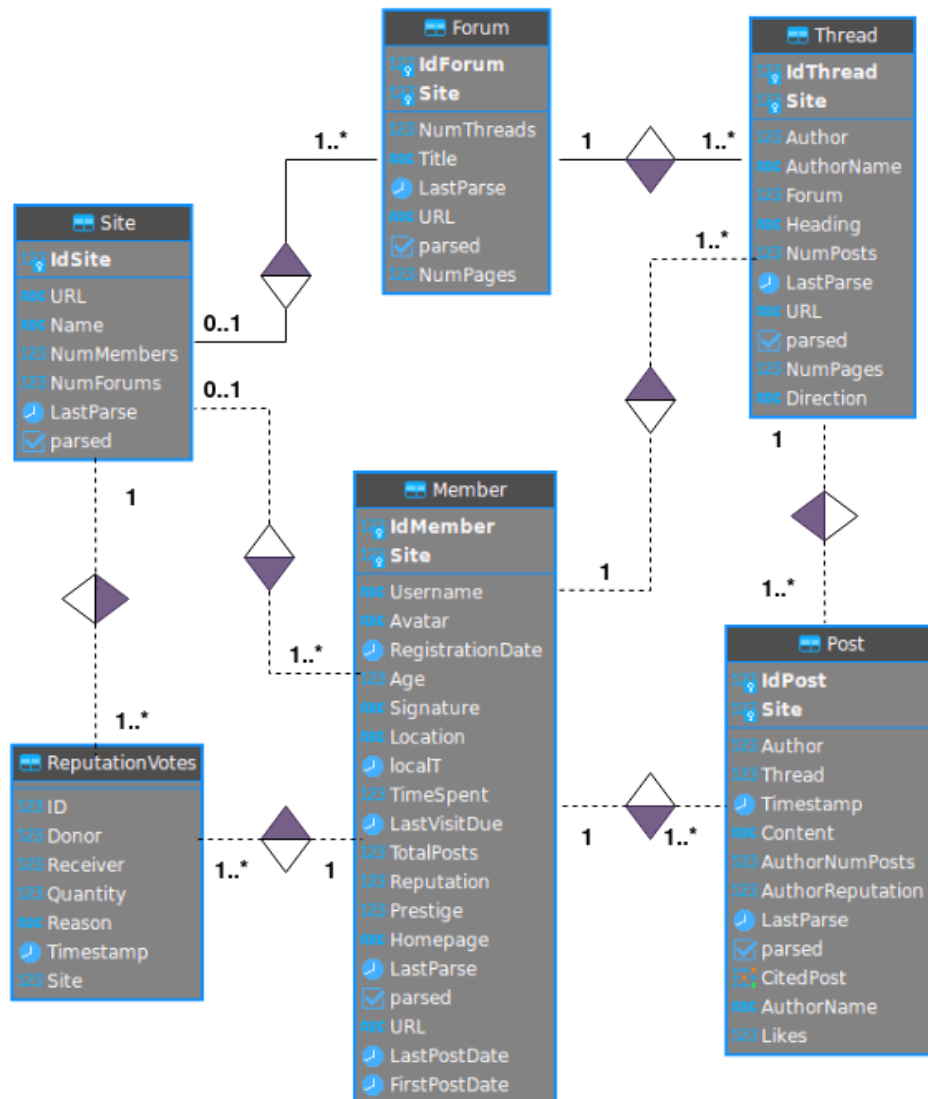 Forum
IdForum
Site
NumThreads
Title
LastParse
URL
parsed
NumPages
Thread
IdThread
Site
Author
AuthorName
Forum
Heading
NumPosts
LastParse
URL
parsed
NumPages
Direction
1..*
1
1..*
1..*
Site
IdSite
URL
Name
NumMembers
NumForums
LastParse
parsed
0..1
0..1
1
1
Member
IdMember
Site
Username
Avatar
RegistrationDate
Age
Signature
Location
localT
TimeSpent
LastVisitDue
TotalPosts
Reputation
Prestige
Homepage
LastParse
parsed
URL
LastPostDate
FirstPostDate
1
1..*
1..*
1..*
Post
IdPost
Site
Author
Thread
Timestamp
Content
AuthorNumPosts
AuthorReputation
LastParse
parsed
CitedPost
AuthorName
Likes
ReputationVotes
ID
Donor
Receiver
Quantity
Reason
Timestamp
Site
1..*
1
1
1..*